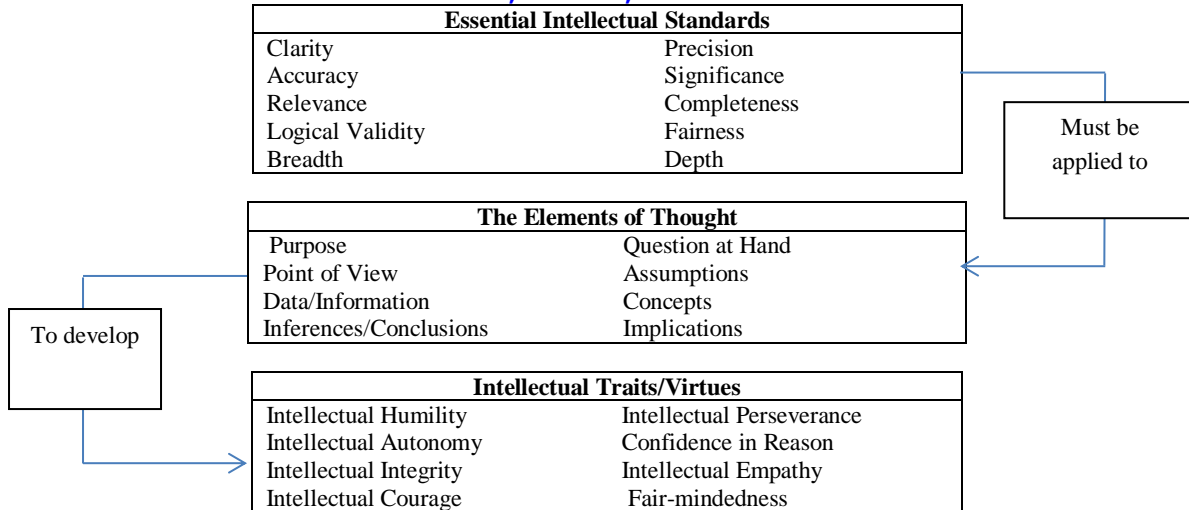 Essential Intellectual Standards
Clarity Precision
Accuracy Significance
Relevance Completeness
Logical Validity Fairness
Breadth Depth
Must be
applied to
The Elements of Thought
Purpose Question at Hand
Point of View Assumptions
Data/Information Concepts
Inferences/Conclusions Implications
To develop
Intellectual Traits/Virtues
Intellectual Humility Intellectual Perseverance
Intellectual Autonomy Confidence in Reason
Intellectual Integrity Intellectual Empathy
Intellectual Courage Fair-mindedness